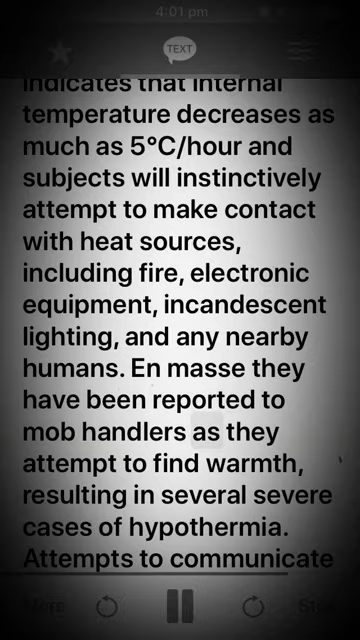 4:01 pm
TEXT
indicates that internal
temperature decreases as
much as 5°C/hour and
subjects will instinctively
attempt to make contact
with heat sources,
including fire, electronic
equipment, incandescent
lighting, and any nearby
humans. En masse they
have been reported to
mob handlers as they
attempt to find warmth,
resulting in several severe
cases of hypothermia.
Attempts to communicate